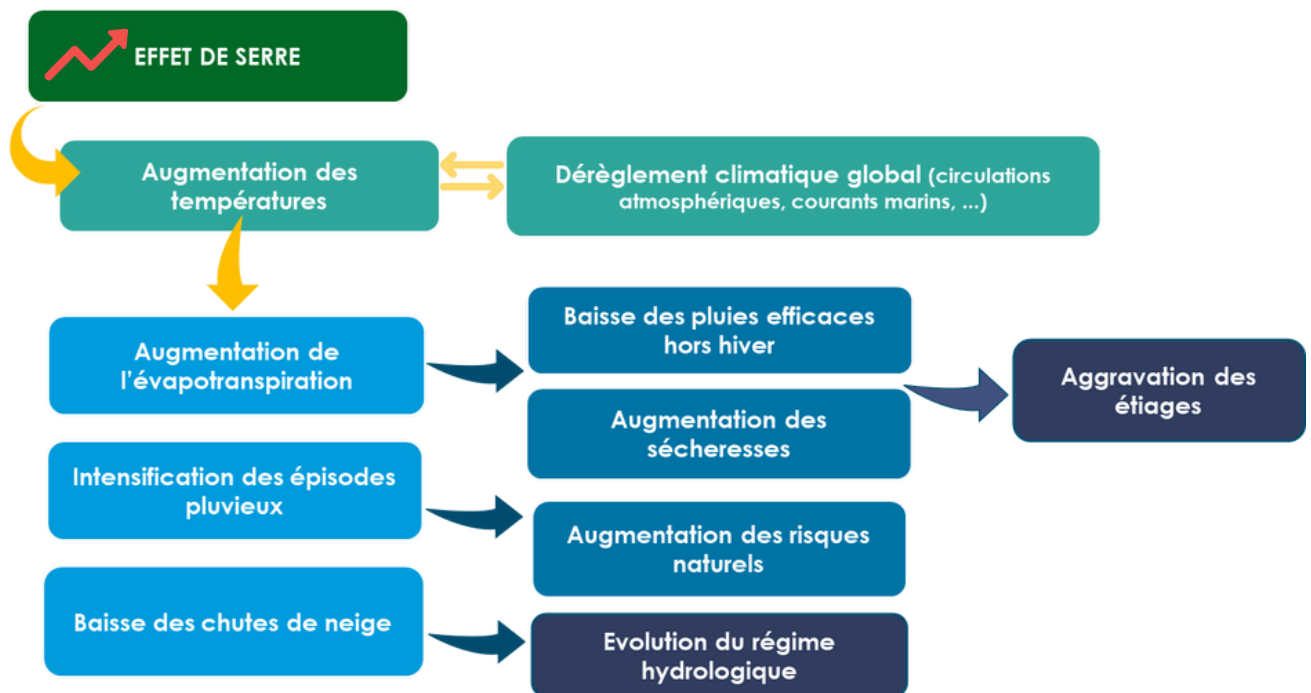 EFFET DE SERRE
Augmentation des
températures
Dérèglement climatique global (circulations
atmosphériques, courants marins, ...)
Augmentation de
l'évapotranspiration
Baisse des pluies efficaces
hors hiver
Augmentation des
sécheresses
Aggravation des
étiages
Intensification des épisodes
pluvieux
Augmentation des risques
naturels
Baisse des chutes de neige
Evolution du régime
hydrologique